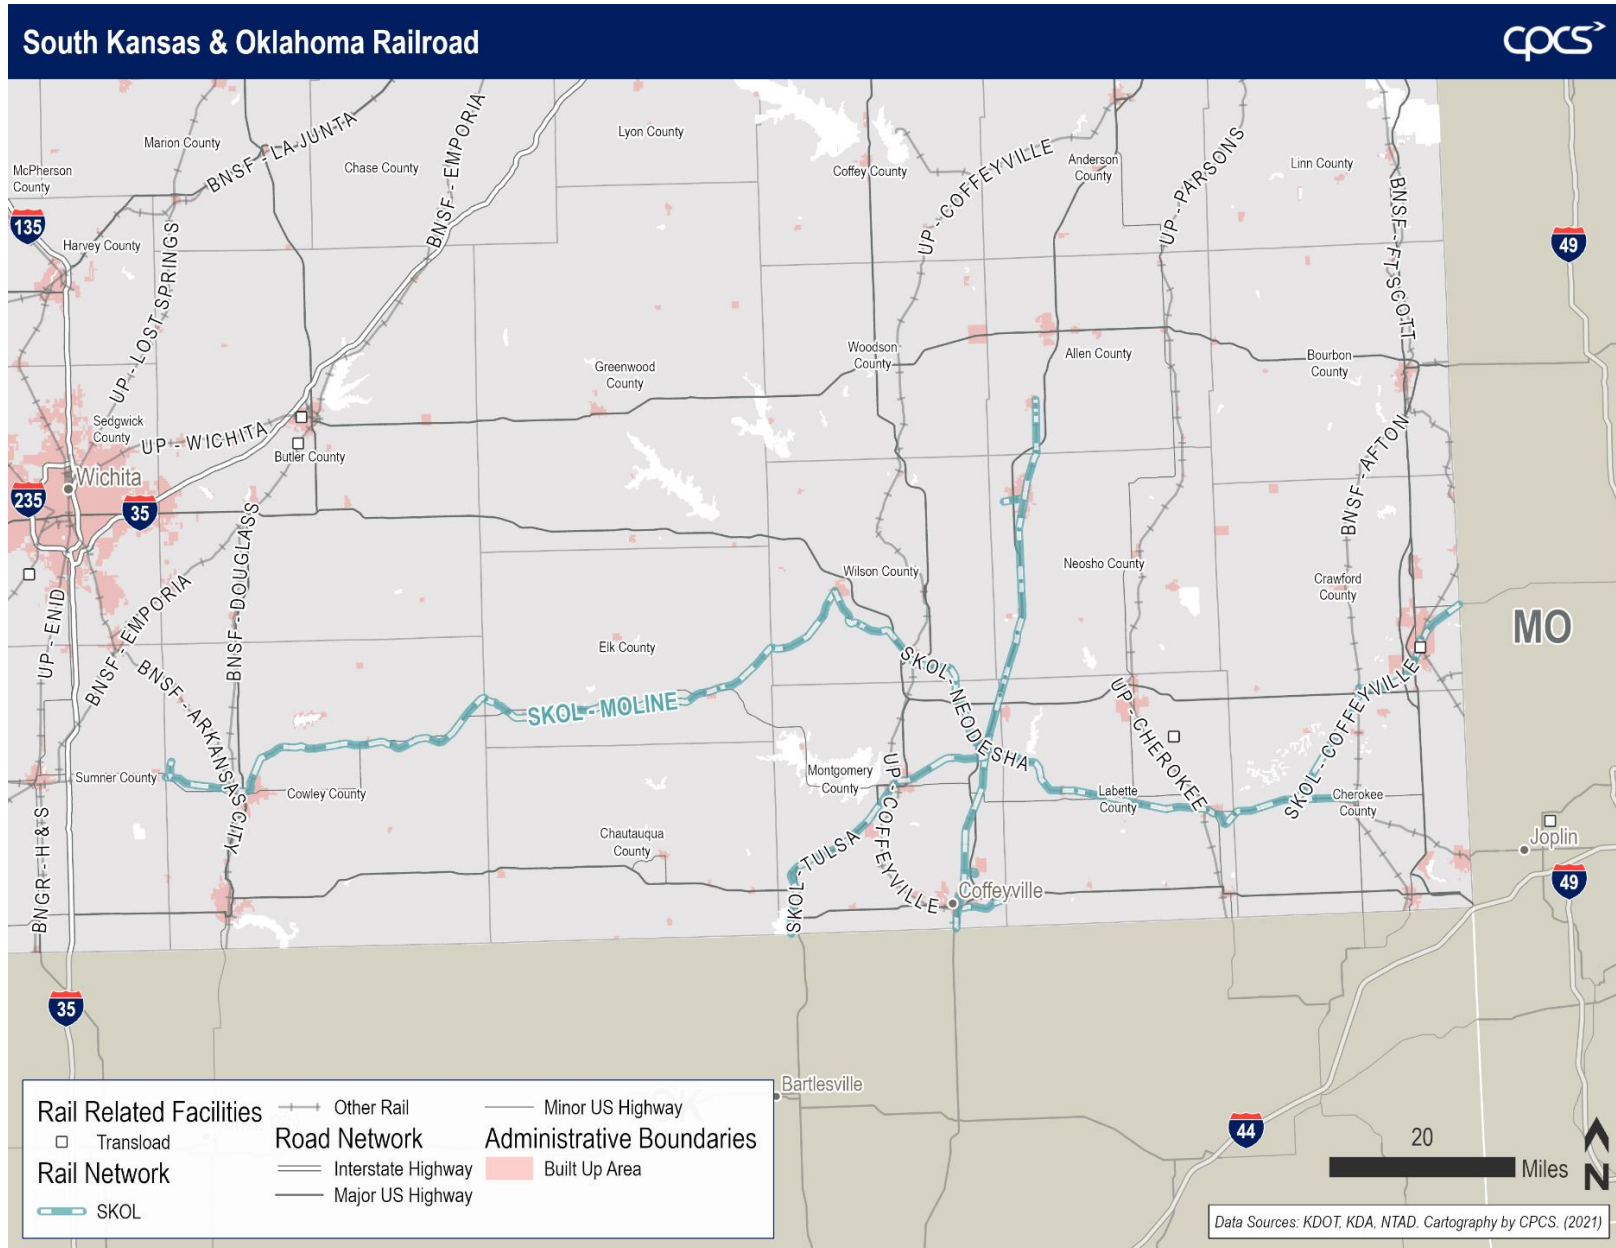 South Kansas & Oklahoma Railroad
cpcs
Marion County
BNSF - LA JUNTA
Chase County
BNSF - EMPORIA
Lyon County
Coffey County
UP - COFFEYVILLE
Anderson
County
UP - PARSONS
Linn County
McPherson
County
135
Harvey County
UP - LOST SPRINGS
BNSF - FT SCOTT
49
Woodson
County
Allen County
Bourbon
County
Greenwood
County
Sedgwick
County
UP - WICHITA
Butler County
Wichita
235
35
BNSF - AFTON
BNSF - DOUGLASS
Wilson County
Neosho County
Crawford
County
UP - ENID
BNSF - EMPORIA
BNSF - ARKANSAS CITY
Elk County
MO
SKOL - NEODESHA
SKOL - MOLINE
UP - CHEROKEE
SKOL - COFFEYVILLE
Sumner County
Cowley County
Montgomery
County
UP - COFFEYVILLE
Labette
County
Cherokee
County
BNGR - H & S
Chautauqua
County
SKOL - TULSA
Joplin
Coffeyville
49
35
Bartlesville
44
Rail Related Facilities
Transload
Rail Network
SKOL
Other Rail
Road Network
Interstate Highway
Major US Highway
Minor US Highway
Administrative Boundaries
Built Up Area
20
Miles
N
Data Sources: KDOT, KDA, NTAD. Cartography by CPCS. (2021)